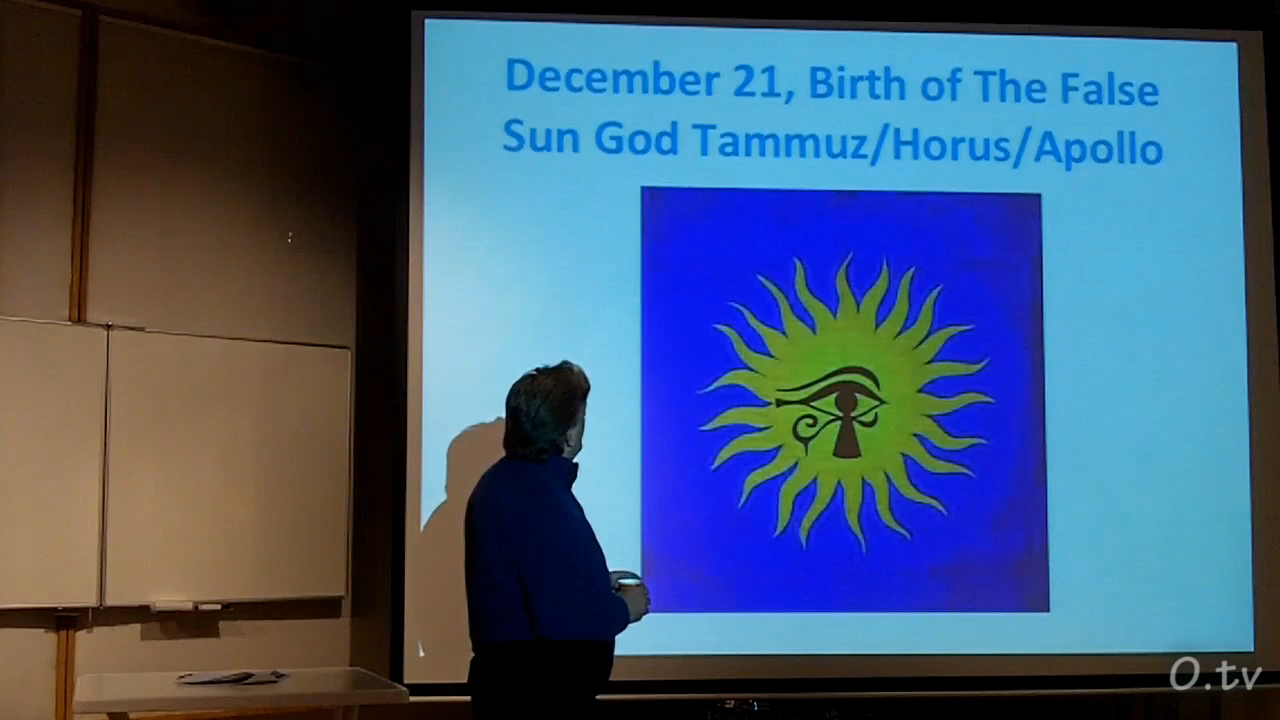 December 21, Birth of The False
Sun God Tammuz/Horus/Apollo
O.tv